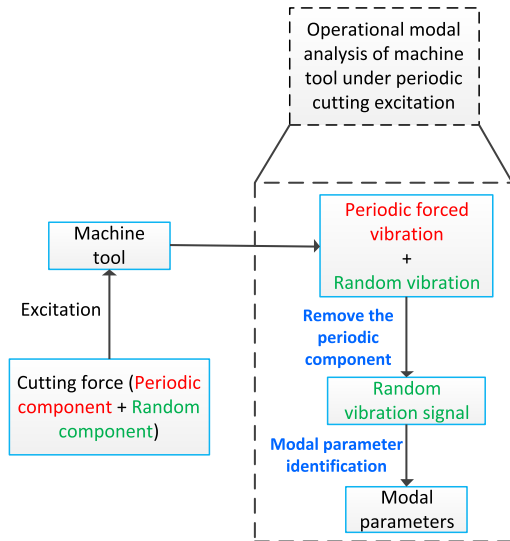 Operational modal
analysis of machine
tool under periodic
cutting excitation
Machine
tool
Periodic forced
vibration
+
Random vibration
Excitation
Remove the
periodic
component
Cutting force (Periodic
component + Random
component)
Random
vibration signal
Modal parameter
identification
Modal
parameters